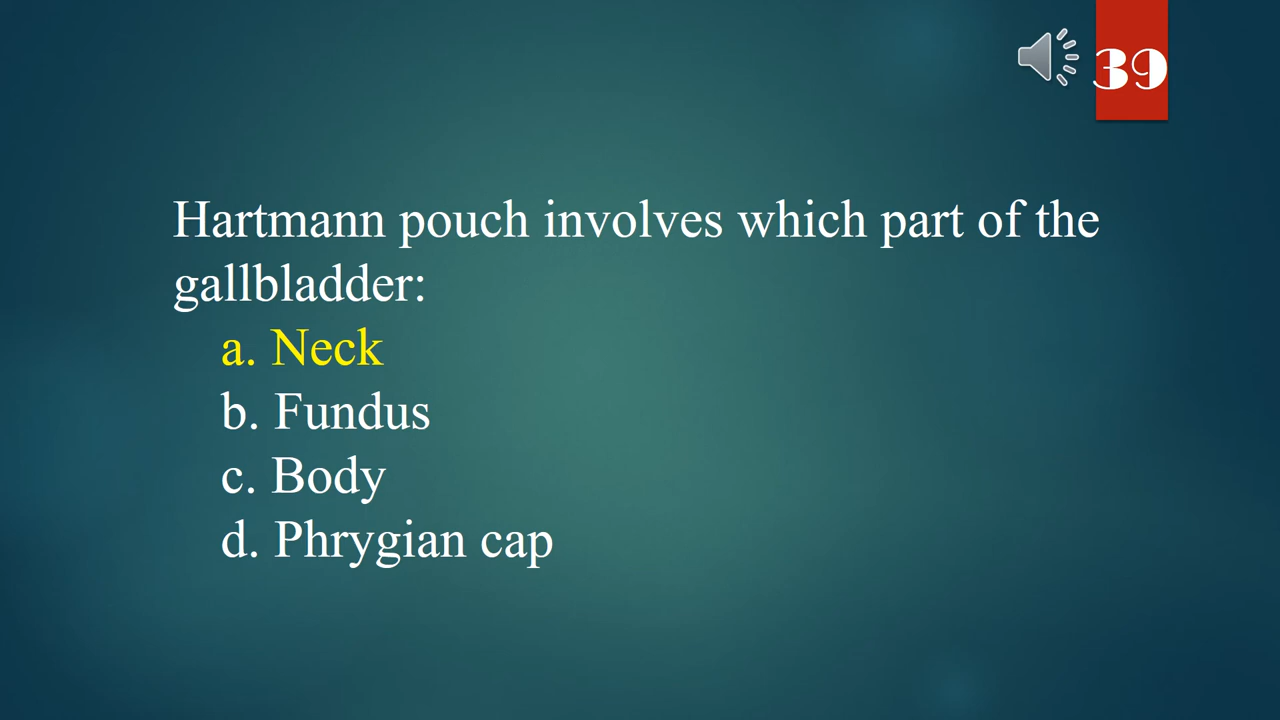 39
Hartmann pouch involves which part of the
gallbladder:
a. Neck
b. Fundus
c. Body
d. Phrygian cap